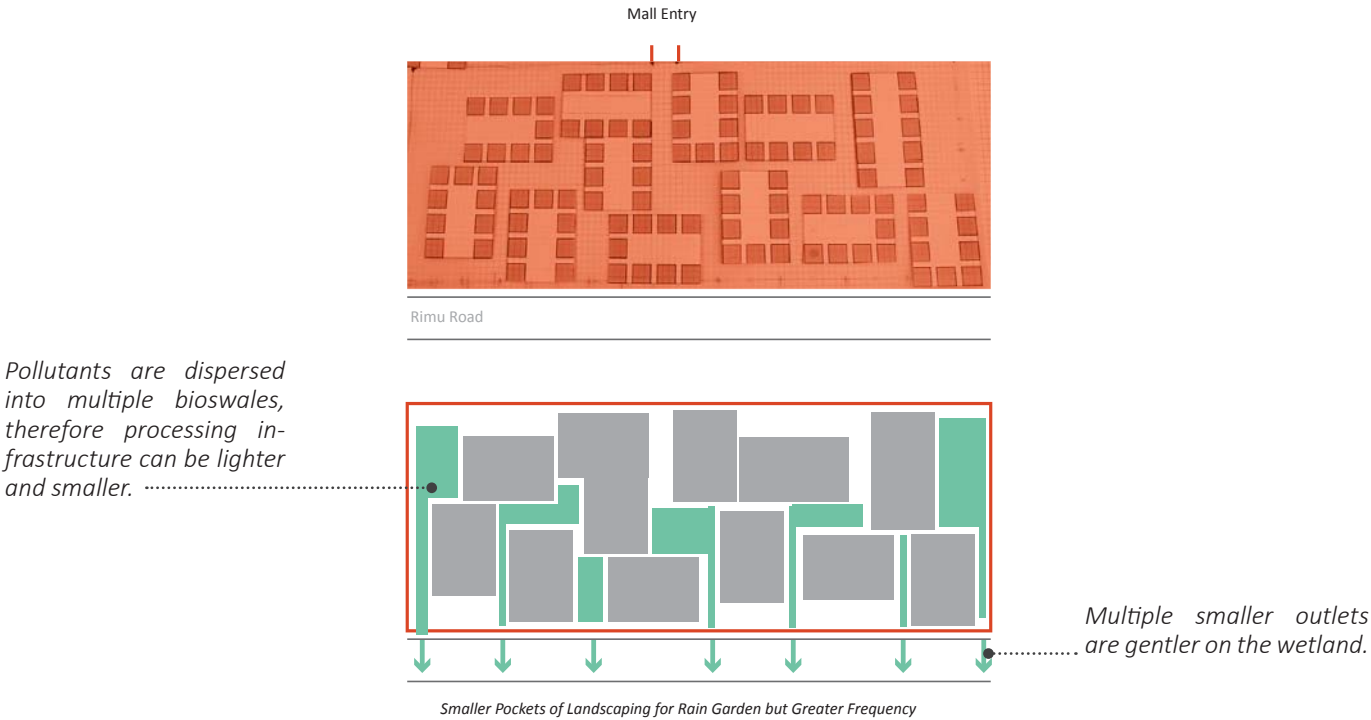 Mall Entry
Rimu Road
Pollutants are dispersed
into multiple bioswales,
therefore processing in-
frastructure can be lighter
and smaller.
Multiple smaller outlets
are gentler on the wetland.
Smaller Pockets of Landscaping for Rain Garden but Greater Frequency